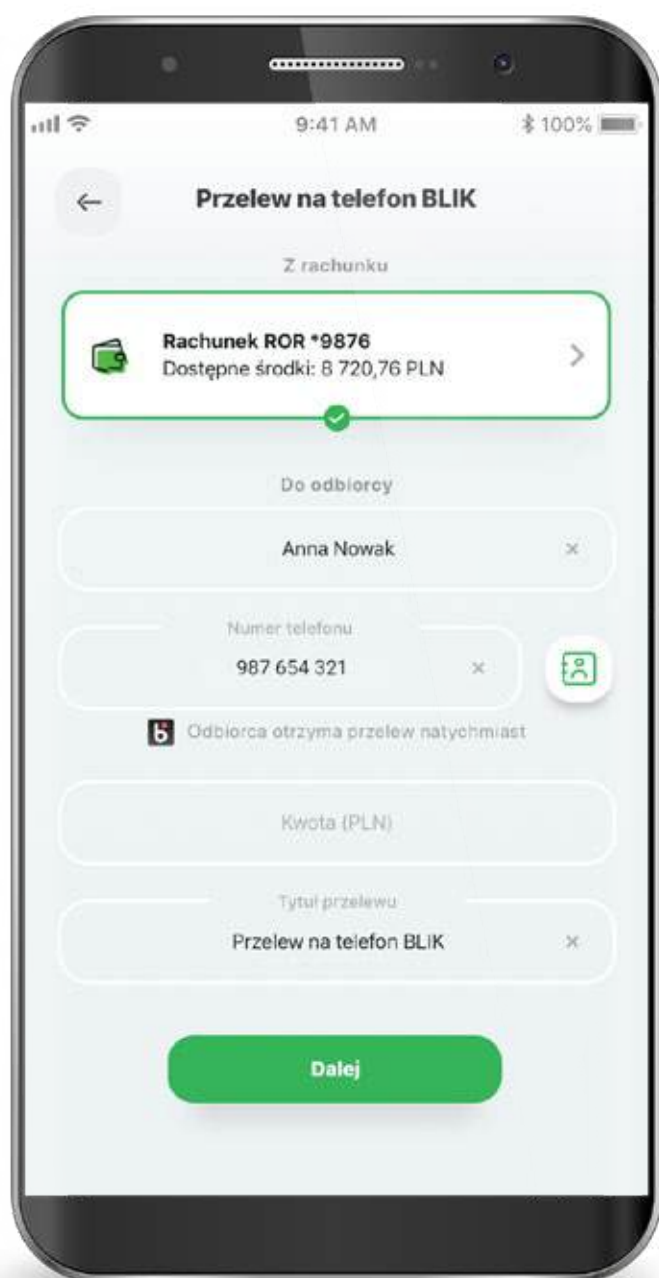 9:41 AM
100%
Przelew na telefon BLIK
Z rachunku
Rachunek ROR *9876
Dostępne środki: 8 720,76 PLN
Do odbiorcy
Anna Nowak
Numer telefonu
987 654 321
Odbiorca otrzyma przelew natychmiast
Kwota (PLN)
Tytuł przelewu
Przelew na telefon BLIK
Dalej